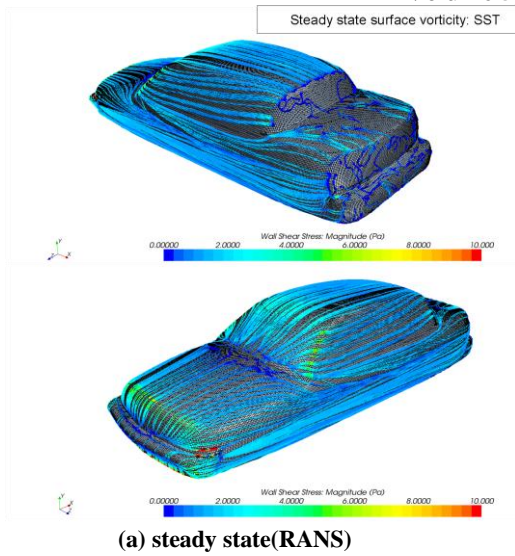 Steady state surface vorticity: SST
Wall Shear Stress: Magnitude (Pa)
0.00000 2.0000 4.0000 6.0000 8.0000 10.000
Wall Shear Stress: Magnitude (Pa)
0.00000 2.0000 4.0000 6.0000 8.0000 10.000
(a) steady state(RANS)